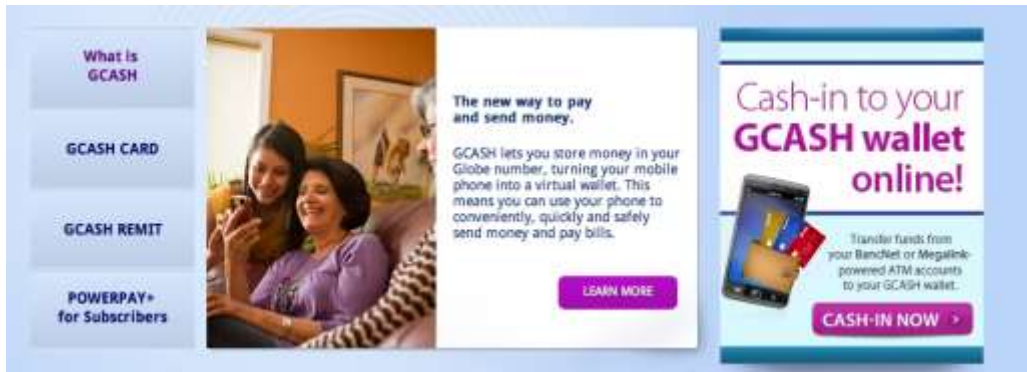 What is
GCASH
GCASH CARD
GCASH REMIT
POWERPAY+
for Subscribers
The new way to pay
and send money.
GCASH lets you store money in your
Globe number, turning your mobile
phone into a virtual wallet. This
means you can use your phone to
conveniently, quickly and safely
send money and pay bills.
LEARN MORE
Cash-in to your
GCASH wallet
online!
Transfer funds from
your BancNet or Megalink-
powered ATM accounts
to your GCASH wallet.
CASH-IN NOW >